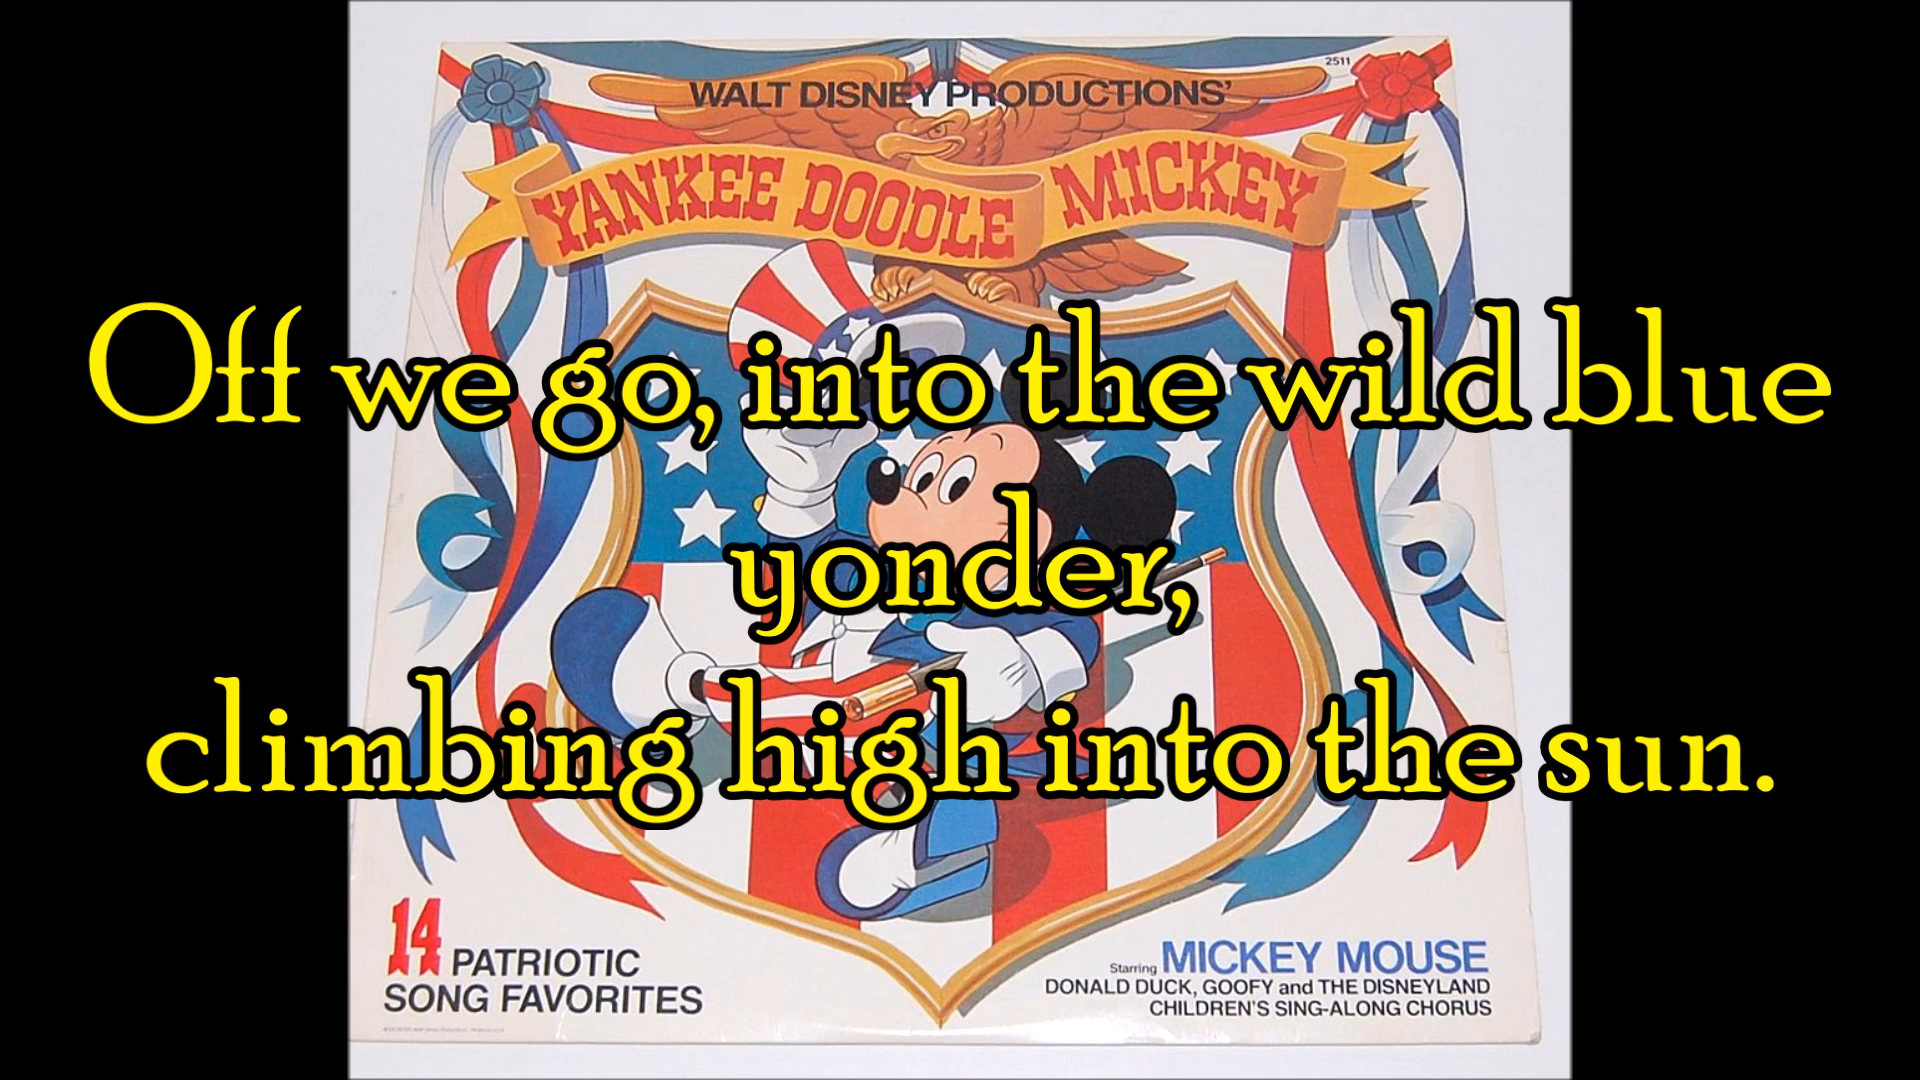 2511
WALT DISNEY PRODUCTIONS'
YANKEE DOODLE MICKEY
Off we go, into the wild blue
yonder,
climbing high into the sun.
14 PATRIOTIC
SONG FAVORITES
Starring MICKEY MOUSE
DONALD DUCK, GOOFY and THE DISNEYLAND
CHILDREN'S SING-ALONG CHORUS